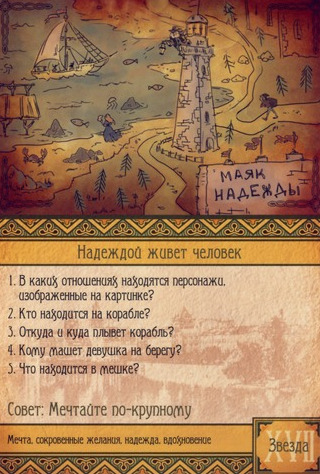 МАЯК
НАДЕЖДЫ
Надеждой живет человек
1. В каких отношениях находятся персонажи,
изображенные на картинке?
2. Кто находится на корабле?
3. Откуда и куда плывет корабль?
4. Кому машет девушка на берегу?
5. Что находится в мешке?
Совет: Мечтайте по-крупному
Мечта, сокровенные желания, надежда, вдохновение
XVII
Звезда